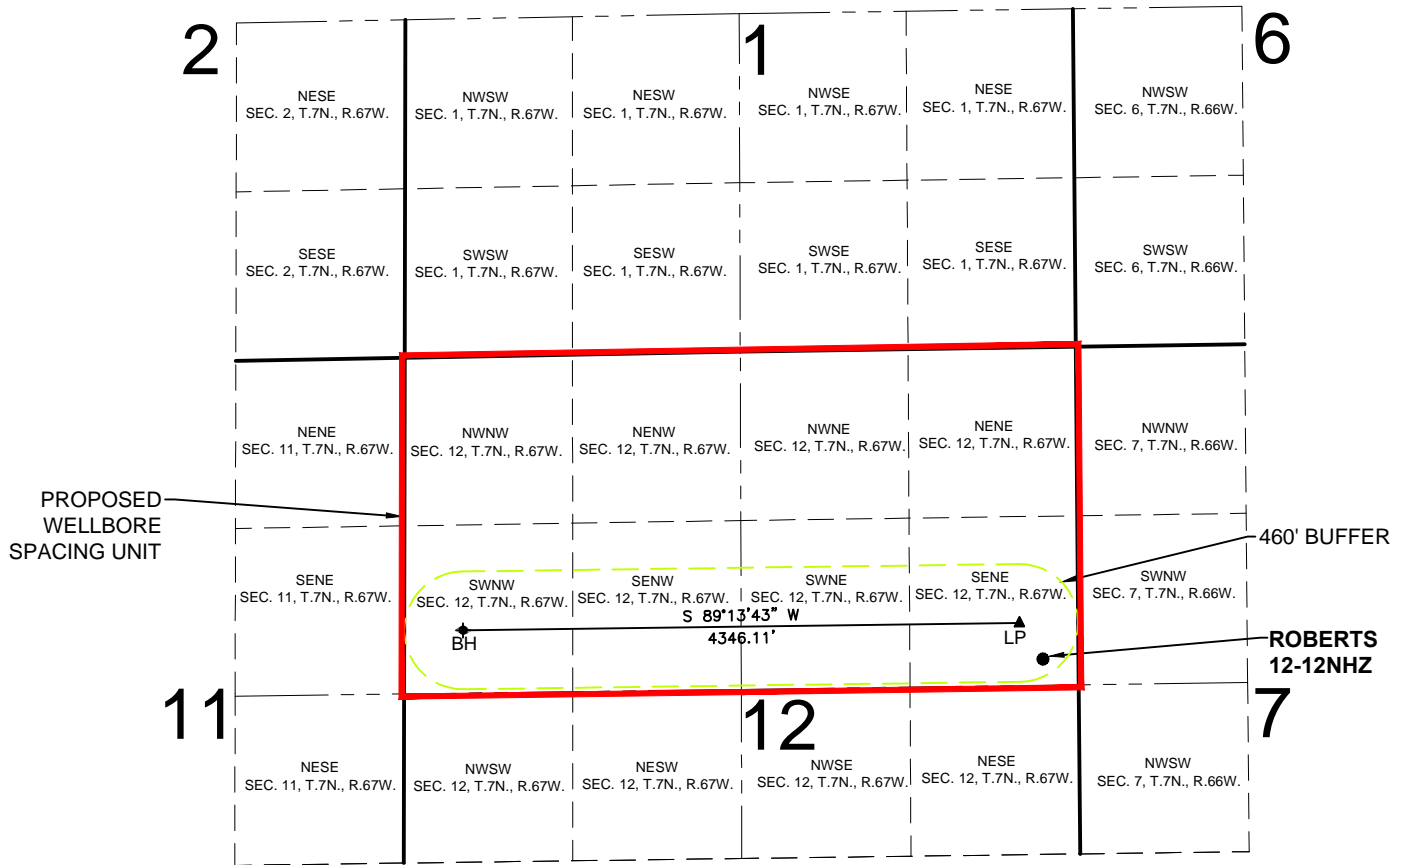 2
1
6
NESE
SEC. 2, T.7N., R.67W.
NWSW
SEC. 1, T.7N., R.67W.
NESW
SEC. 1, T.7N., R.67W.
NWSE
SEC. 1, T.7N., R.67W.
NESE
SEC. 1, T.7N., R.67W.
NWSW
SEC. 6, T.7N., R.66W.
SESE
SEC. 2, T.7N., R.67W.
SWSW
SEC. 1, T.7N., R.67W.
SESW
SEC. 1, T.7N., R.67W.
SWSE
SEC. 1, T.7N., R.67W.
SESE
SEC. 1, T.7N., R.67W.
SWSW
SEC. 6, T.7N., R.66W.
NENE
SEC. 11, T.7N., R.67W.
NWNW
SEC. 12, T.7N., R.67W.
NENW
SEC. 12, T.7N., R.67W.
NWNE
SEC. 12, T.7N., R.67W.
NENE
SEC. 12, T.7N., R.67W.
NWNW
SEC. 7, T.7N., R.66W.
PROPOSED
WELLBORE
SPACING UNIT
460' BUFFER
SENE
SEC. 11, T.7N., R.67W.
SWNW
SEC. 12, T.7N., R.67W.
SENW
SEC. 12, T.7N., R.67W.
SWNE
SEC. 12, T.7N., R.67W.
SENE
SEC. 12, T.7N., R.67W.
SWNW
SEC. 7, T.7N., R.66W.
S 89°13'43" W
4346.11'
BH
LP
ROBERTS
12-12NHZ
11
12
7
NESE
SEC. 11, T.7N., R.67W.
NWSW
SEC. 12, T.7N., R.67W.
NESW
SEC. 12, T.7N., R.67W.
NWSE
SEC. 12, T.7N., R.67W.
NESE
SEC. 12, T.7N., R.67W.
NWSW
SEC. 7, T.7N., R.66W.